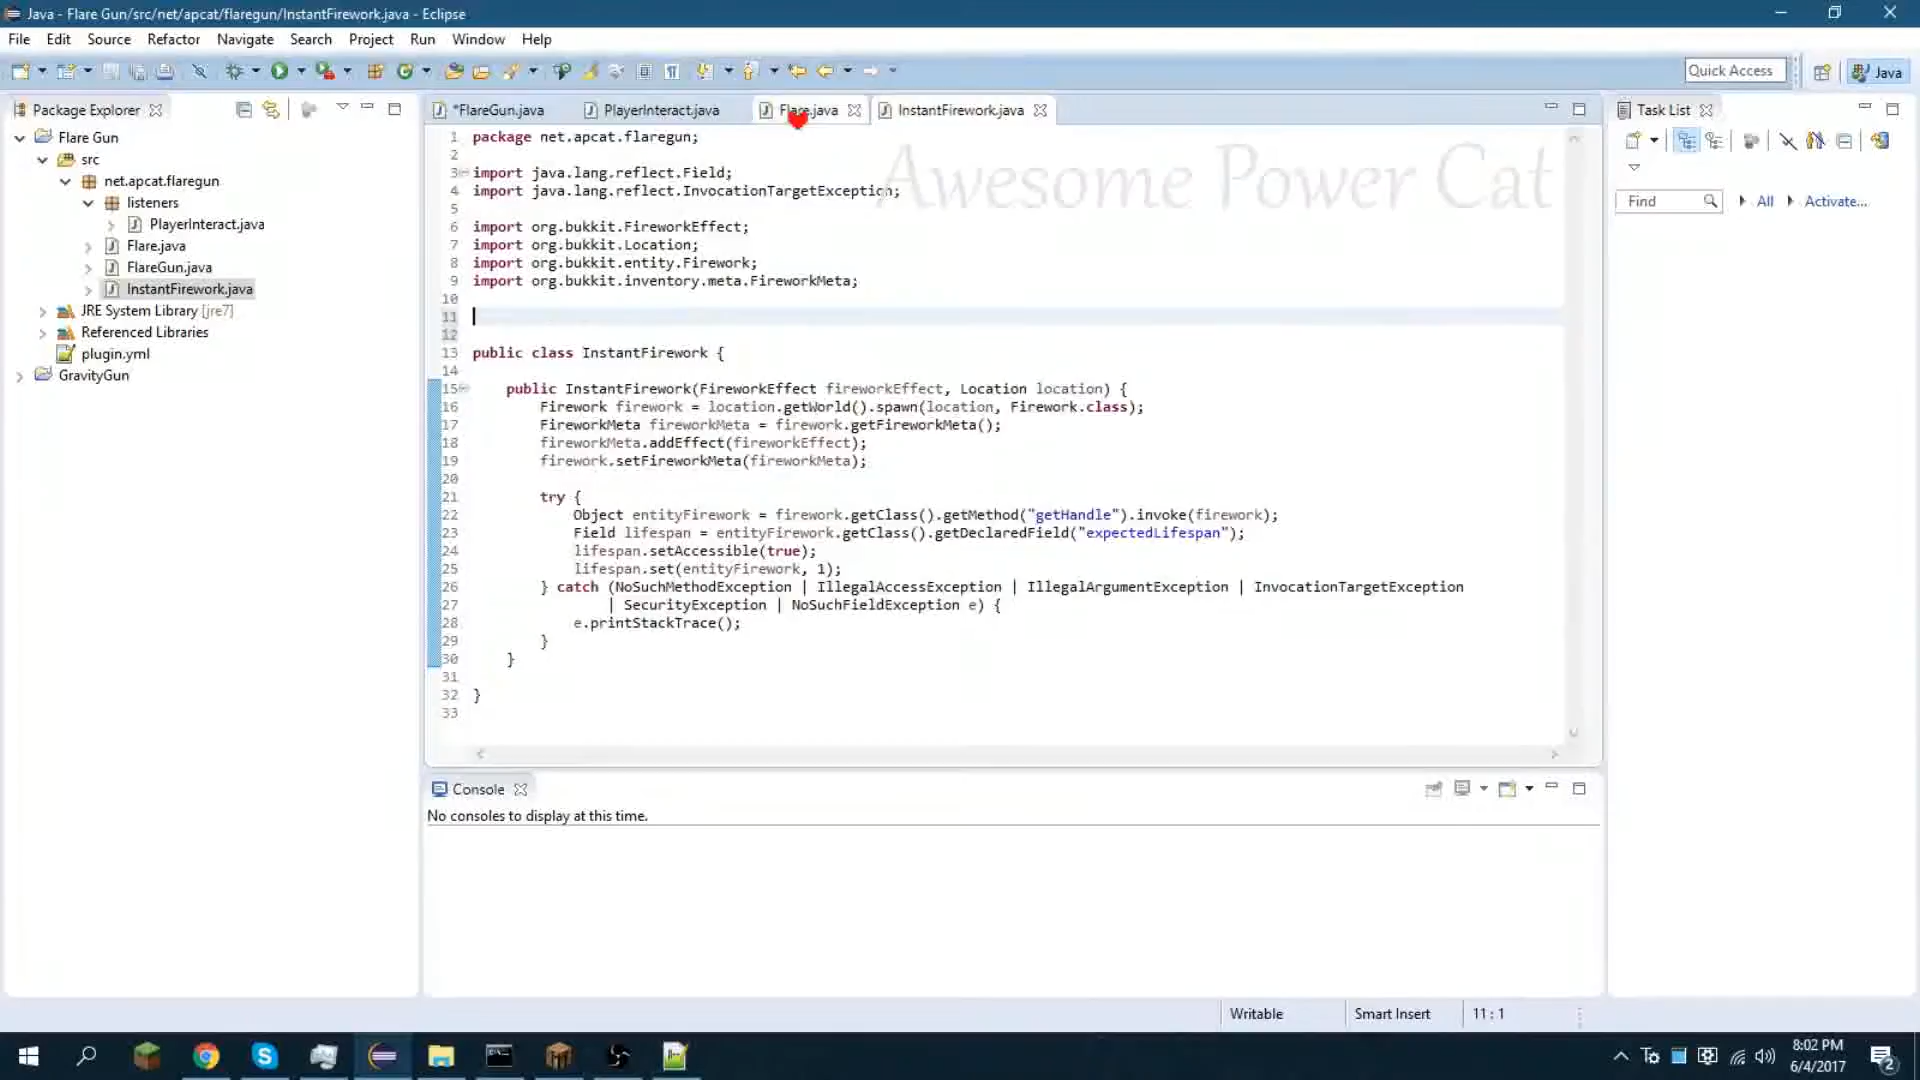 Java - Flare Gun/src/net/apcat/flaregun/InstantFirework.java - Eclipse
File Edit Source Refactor Navigate Search Project Run Window Help
Quick Access
Java
Package Explorer
*FlareGun.java
PlayerInteract.java
Flare.java
InstantFirework.java
Task List
Flare Gun
src
net.apcat.flaregun
listeners
PlayerInteract.java
Flare.java
FlareGun.java
InstantFirework.java
JRE System Library [jre7]
Referenced Libraries
plugin.yml
GravityGun
Awesome Power Cat
1 package net.apcat.flaregun;
2
3 import java.lang.reflect.Field;
4 import java.lang.reflect.InvocationTargetException;
5
6 import org.bukkit.FireworkEffect;
7 import org.bukkit.Location;
8 import org.bukkit.entity.Firework;
9 import org.bukkit.inventory.meta.FireworkMeta;
10
11
12
13 public class InstantFirework {
14
15 public InstantFirework(FireworkEffect fireworkEffect, Location location) {
16 Firework firework = location.getWorld().spawn(location, Firework.class);
17 FireworkMeta fireworkMeta = firework.getFireworkMeta();
18 fireworkMeta.addEffect(fireworkEffect);
19 firework.setFireworkMeta(fireworkMeta);
20
21 try {
22 Object entityFirework = firework.getClass().getMethod("getHandle").invoke(firework);
23 Field lifespan = entityFirework.getClass().getDeclaredField("expectedLifespan");
24 lifespan.setAccessible(true);
25 lifespan.set(entityFirework, 1);
26 } catch (NoSuchMethodException | IllegalAccessException | IllegalArgumentException | InvocationTargetException
27 | SecurityException | NoSuchFieldException e) {
28 e.printStackTrace();
29 }
30 }
31
32 }
33
Find
All
Activate...
Console
No consoles to display at this time.
Writable
Smart Insert
11 : 1
8:02 PM
6/4/2017
2